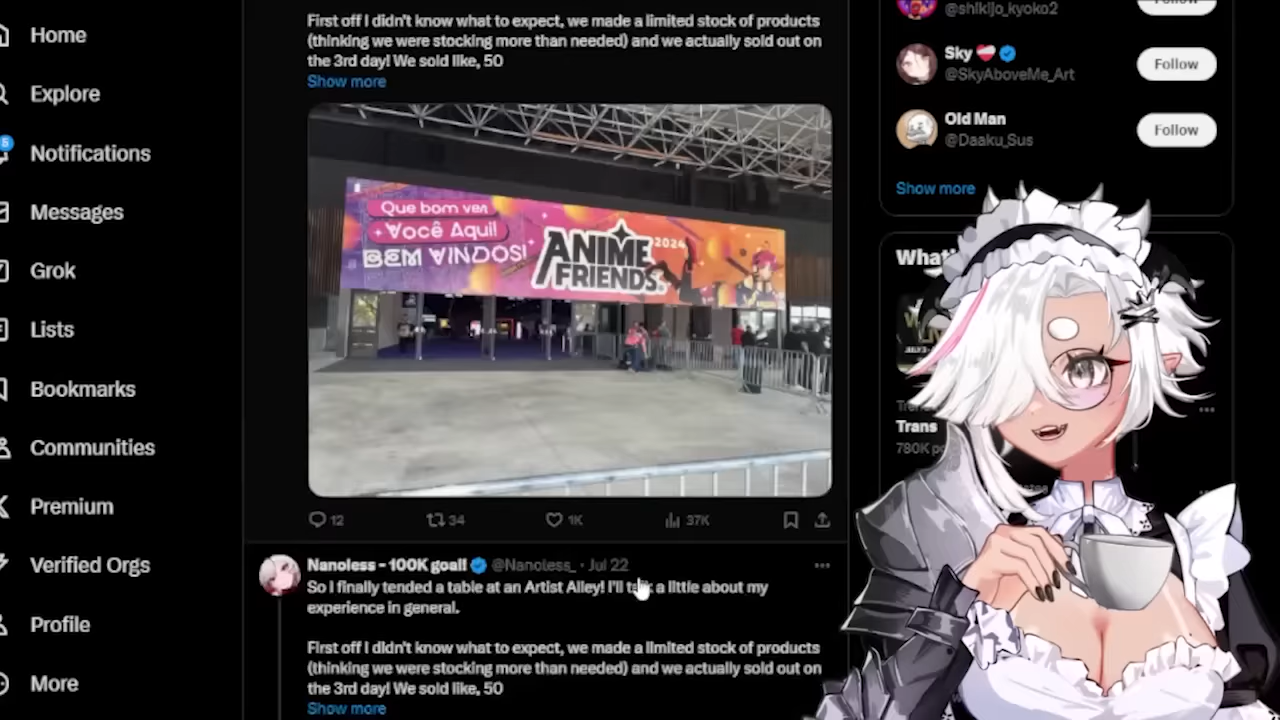 Home
Explore
Notifications
Messages
Grok
Lists
Bookmarks
Communities
Premium
Verified Orgs
Profile
More
First off I didn't know what to expect, we made a limited stock of products
(thinking we were stocking more than needed) and we actually sold out on
the 3rd day! We sold like, 50
Show more
Que bom ver
Você Aqui!
BEM VINDOS!
ANIME
FRIENDS
2024
12
34
1K
37K
Nanoless - 100K goal! @Nanoless_ · Jul 22
So I finally tended a table at an Artist Alley! I'll talk a little about my
experience in general.
First off I didn't know what to expect, we made a limited stock of products
(thinking we were stocking more than needed) and we actually sold out on
the 3rd day! We sold like, 50
Show more
@shikijo_kyoko2
Sky
@SkyAboveMe_Art
Follow
Old Man
@Daaku_Sus
Follow
Show more
What'
Trans
780K